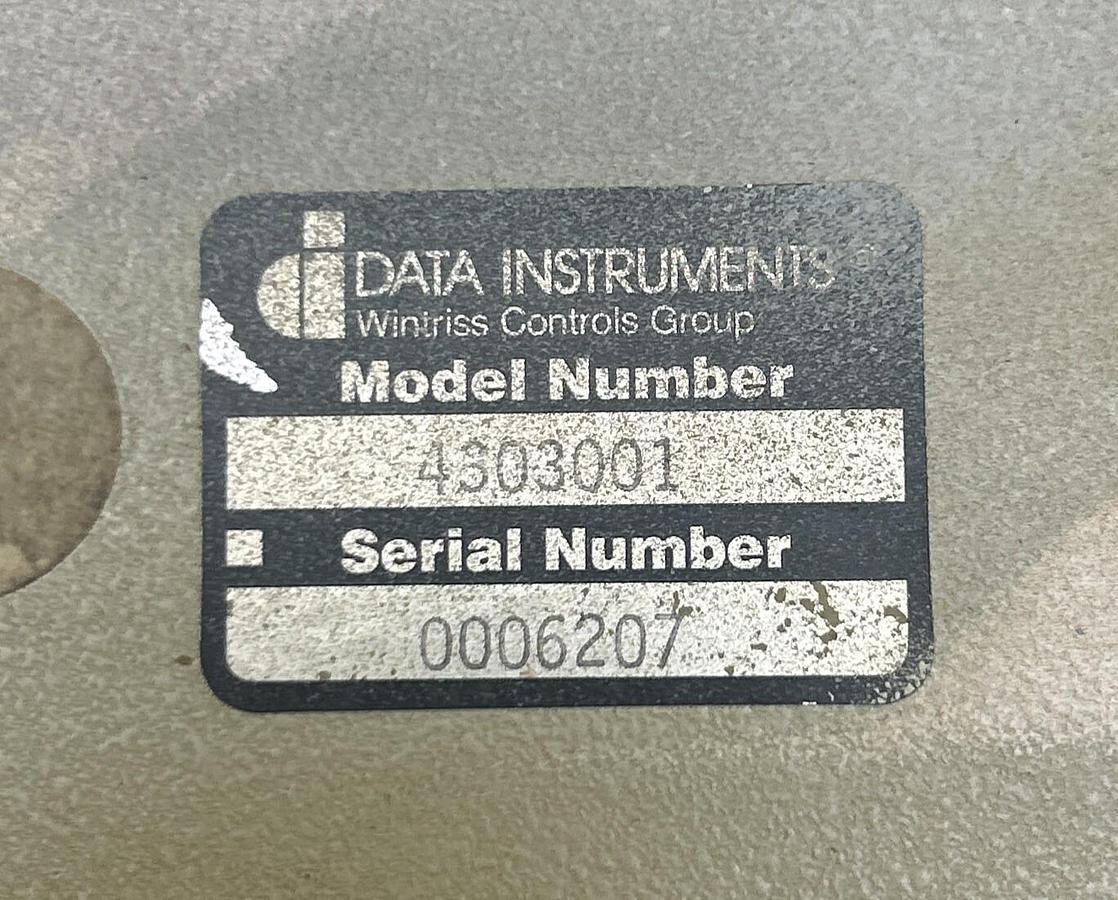 DATA INSTRUMENTS
Wintriss Controls Group
Model Number
4303001
Serial Number
0006207